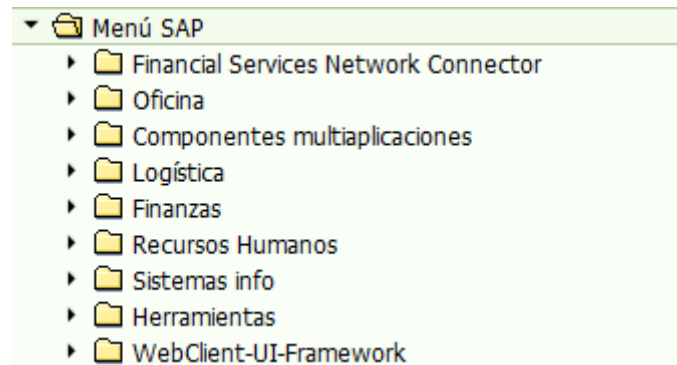 Menú SAP
Financial Services Network Connector
Oficina
Componentes multiaplicaciones
Logística
Finanzas
Recursos Humanos
Sistemas info
Herramientas
WebClient-UI-Framework